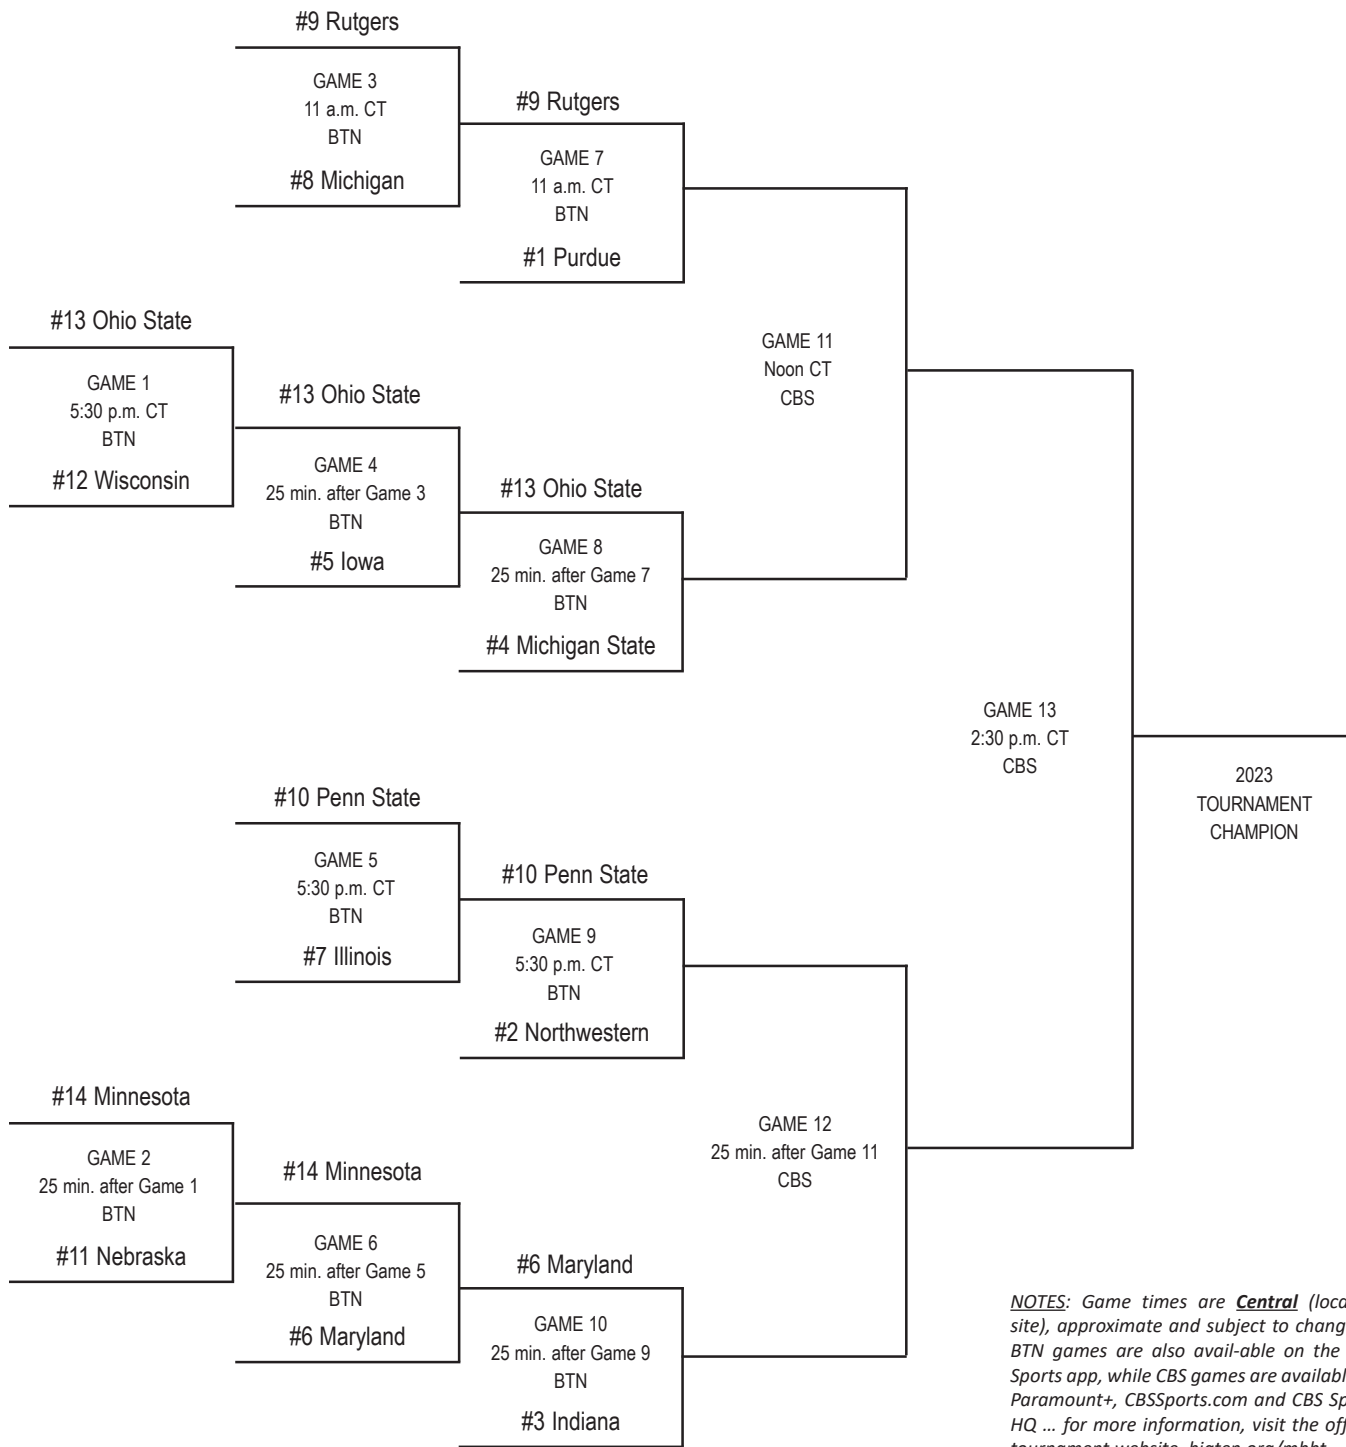 #9 Rutgers
GAME 3
11 a.m. CT
BTN
#8 Michigan
#9 Rutgers
GAME 7
11 a.m. CT
BTN
#1 Purdue
#13 Ohio State
GAME 1
5:30 p.m. CT
BTN
#12 Wisconsin
#13 Ohio State
GAME 4
25 min. after Game 3
BTN
#5 Iowa
#13 Ohio State
GAME 8
25 min. after Game 7
BTN
#4 Michigan State
GAME 11
Noon CT
CBS
GAME 13
2:30 p.m. CT
CBS
2023
TOURNAMENT
CHAMPION
#10 Penn State
GAME 5
5:30 p.m. CT
BTN
#7 Illinois
#10 Penn State
GAME 9
5:30 p.m. CT
BTN
#2 Northwestern
#14 Minnesota
GAME 2
25 min. after Game 1
BTN
#11 Nebraska
#14 Minnesota
GAME 6
25 min. after Game 5
BTN
#6 Maryland
#6 Maryland
GAME 10
25 min. after Game 9
BTN
#3 Indiana
GAME 12
25 min. after Game 11
CBS
NOTES: Game times are Central (loca
site), approximate and subject to chang
BTN games are also avail-able on the
Sports app, while CBS games are availabl
Paramount+, CBSSports.com and CBS Sp
HQ … for more information, visit the off